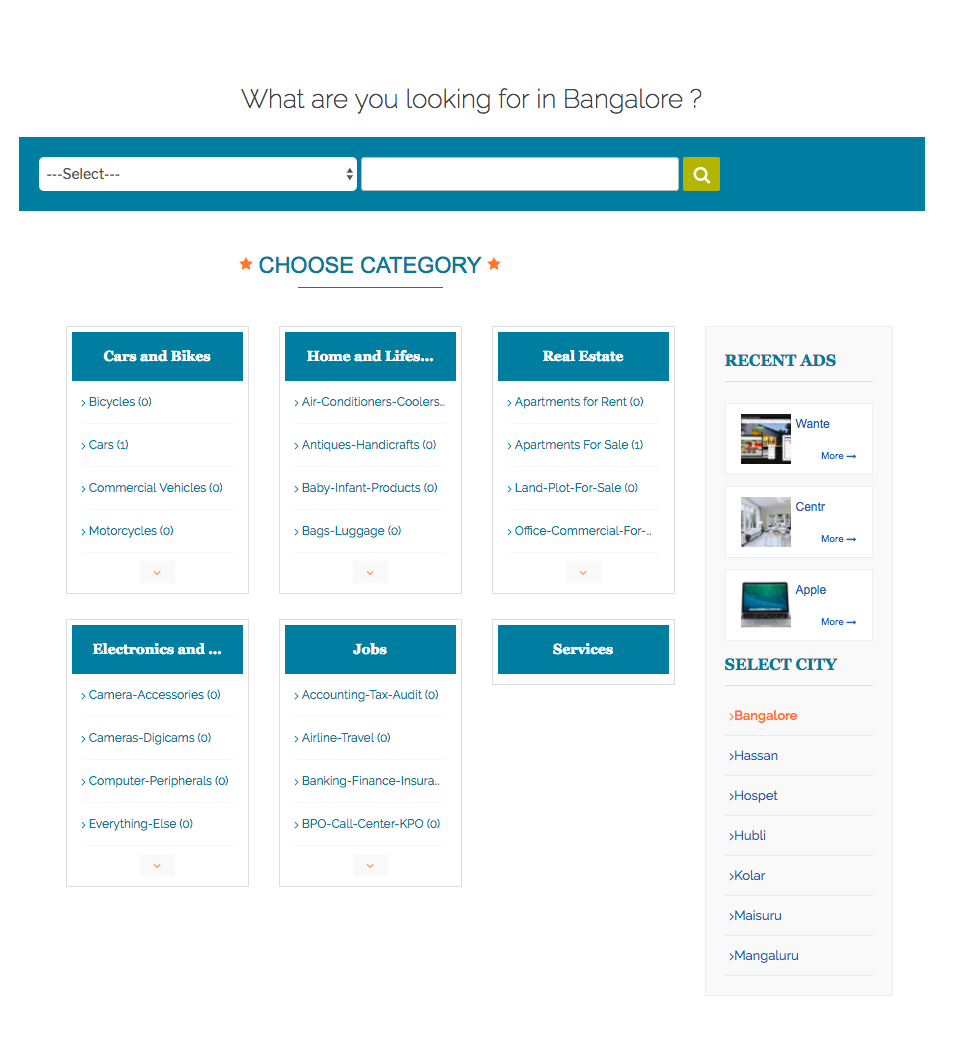 What are you looking for in Bangalore ?
---Select---
CHOOSE CATEGORY
Cars and Bikes
Bicycles (0)
Cars (1)
Commercial Vehicles (0)
Motorcycles (0)
Home and Lifes...
Air-Conditioners-Coolers...
Antiques-Handicrafts (0)
Baby-Infant-Products (0)
Bags-Luggage (0)
Real Estate
Apartments for Rent (0)
Apartments For Sale (1)
Land-Plot-For-Sale (0)
Office-Commercial-For-...
Electronics and ...
Camera-Accessories (0)
Cameras-Digicams (0)
Computer-Peripherals (0)
Everything-Else (0)
Jobs
Accounting-Tax-Audit (0)
Airline-Travel (0)
Banking-Finance-Insura...
BPO-Call-Center-KPO (0)
Services
RECENT ADS
Wante
More
Centr
More
Apple
More
SELECT CITY
Bangalore
Hassan
Hospet
Hubli
Kolar
Maisuru
Mangaluru